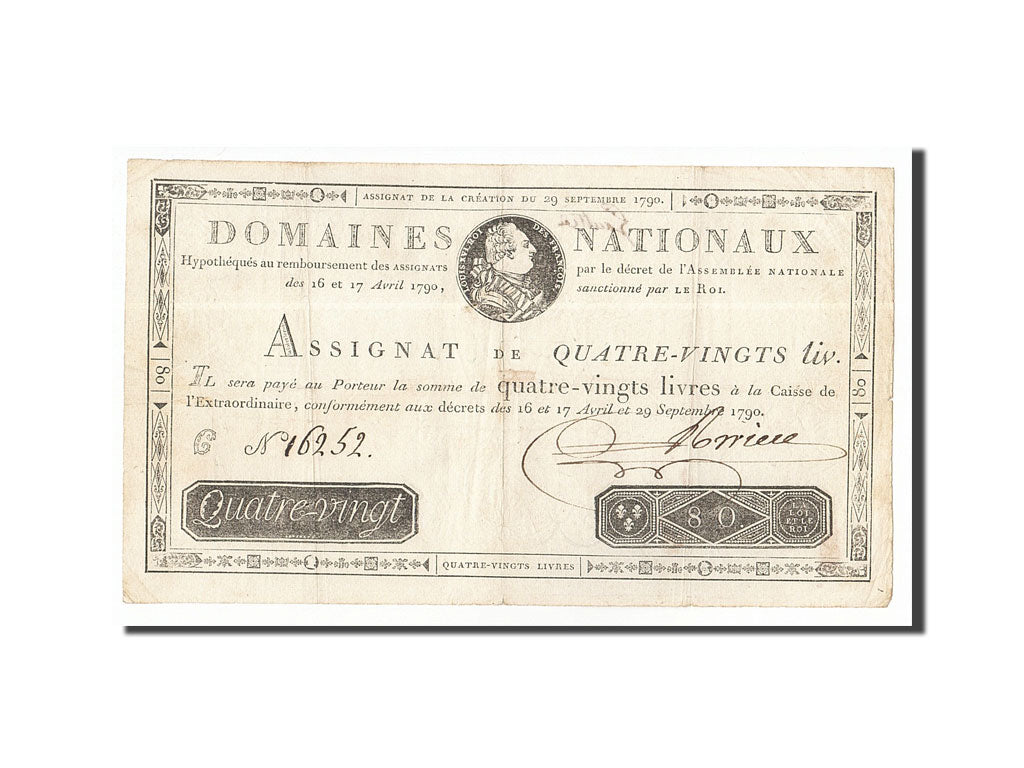 ASSIGNAT DE LA CRÉATION DU 29 SEPTEMBRE 1790.
DOMAINES NATIONAUX
LOUIS XVI ROI DES FRANÇOIS
Hypothéqués au remboursement des ASSIGNATS par le décret de l'ASSEMBLÉE NATIONALE
des 16 et 17 Avril 1790, sanctionné par LE ROI.
ASSIGNAT DE QUATRE-VINGTS liv.
IL sera payé au Porteur la somme de quatre-vingts livres à la Caisse de
l'Extraordinaire, conformément aux décrets des 16 et 17 Avril et 29 Septembre 1790.
80
80
G N 16252.
Quatre-vingt
80.
LA
LOI
ET LE
ROI
QUATRE-VINGTS LIVRES